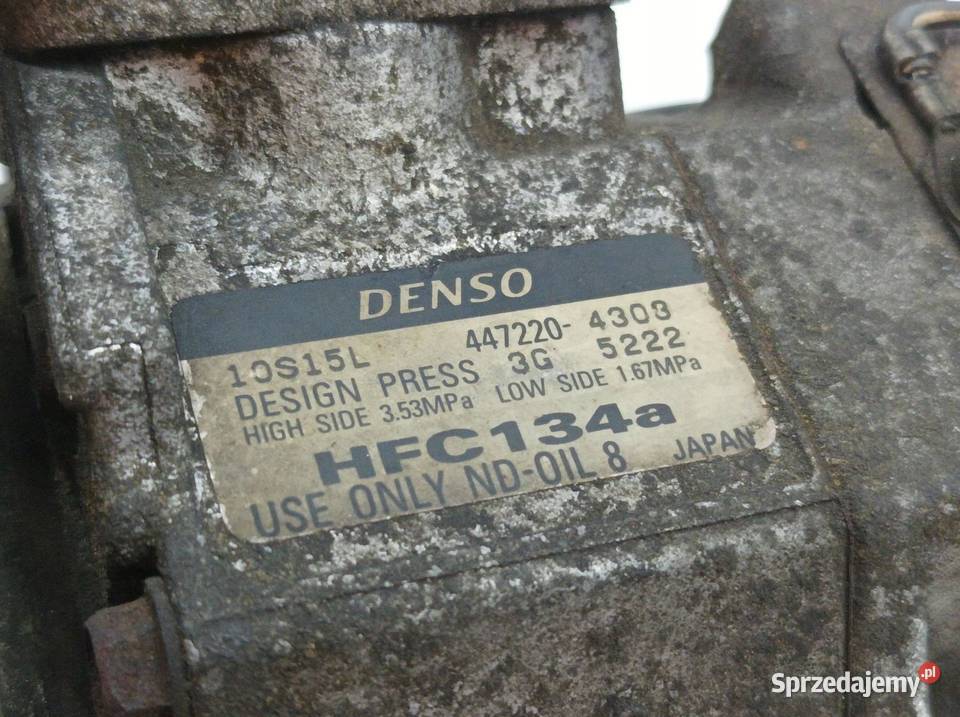 DENSO
10S15L 447220-4303
DESIGN PRESS 3G 5222
HIGH SIDE 3.53MPa LOW SIDE 1.67MPa
HFC134a
USE ONLY ND-OIL 8 JAPAN
Sprzedajemy.pl